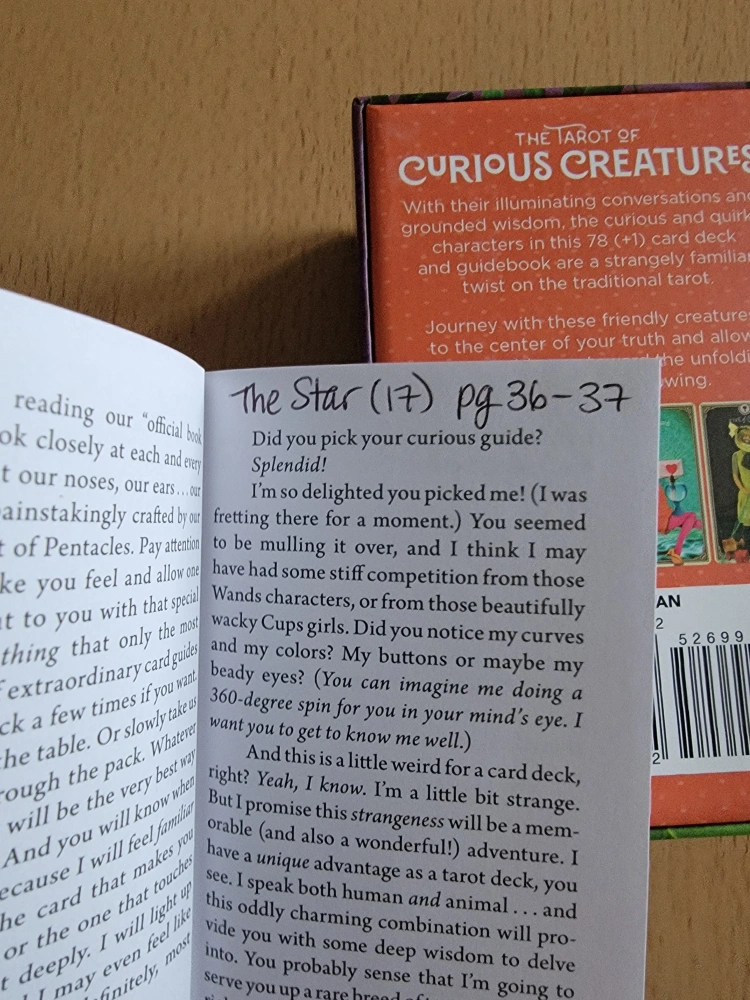 THE TAROT OF
CURIOUS CREATURES
With their illuminating conversations and
grounded wisdom, the curious and quirk
characters in this 78 (+1) card deck
and guidebook are a strangely familiar
twist on the traditional tarot.
Journey with these friendly creatures
to the center of your truth and allow
the unfoldi
wing.
AN
2
52699
2
reading our "official book
ok closely at each and every
t our noses, our ears... our
ainstakingly crafted by our
t of Pentacles. Pay attention
ke you feel and allow one
t to you with that special
thing that only the most
f extraordinary card guides
ck a few times if you want.
he table. Or slowly take us
rough the pack. Whatever
will be the very best way
And you will know when
ecause I will feel familiar
he card that makes you
or the one that touches
t deeply. I will light up
I may even feel like
finitely, most
The Star (17) pg 36-37
Did you pick your curious guide?
Splendid!
I'm so delighted you picked me! (I was
fretting there for a moment.) You seemed
to be mulling it over, and I think I may
have had some stiff competition from those
Wands characters, or from those beautifully
wacky Cups girls. Did you notice my curves
and my colors? My buttons or maybe my
beady eyes? (You can imagine me doing a
360-degree spin for you in your mind's eye. I
want you to get to know me well.)
And this is a little weird for a card deck,
right? Yeah, I know. I'm a little bit strange.
But I promise this strangeness will be a mem-
orable (and also a wonderful!) adventure. I
have a unique advantage as a tarot deck, you
see. I speak both human and animal ... and
this oddly charming combination will pro-
vide you with some deep wisdom to delve
into. You probably sense that I'm going to
serve you up a rare breed of